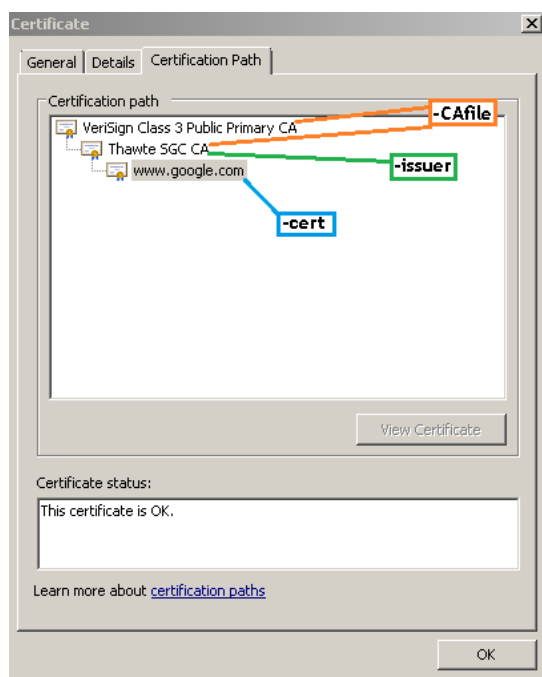 Certificate
General Details Certification Path
Certification path
VeriSign Class 3 Public Primary CA
-CAfile
Thawte SGC CA
-issuer
www.google.com
-cert
View Certificate
Certificate status:
This certificate is OK.
Learn more about certification paths
OK